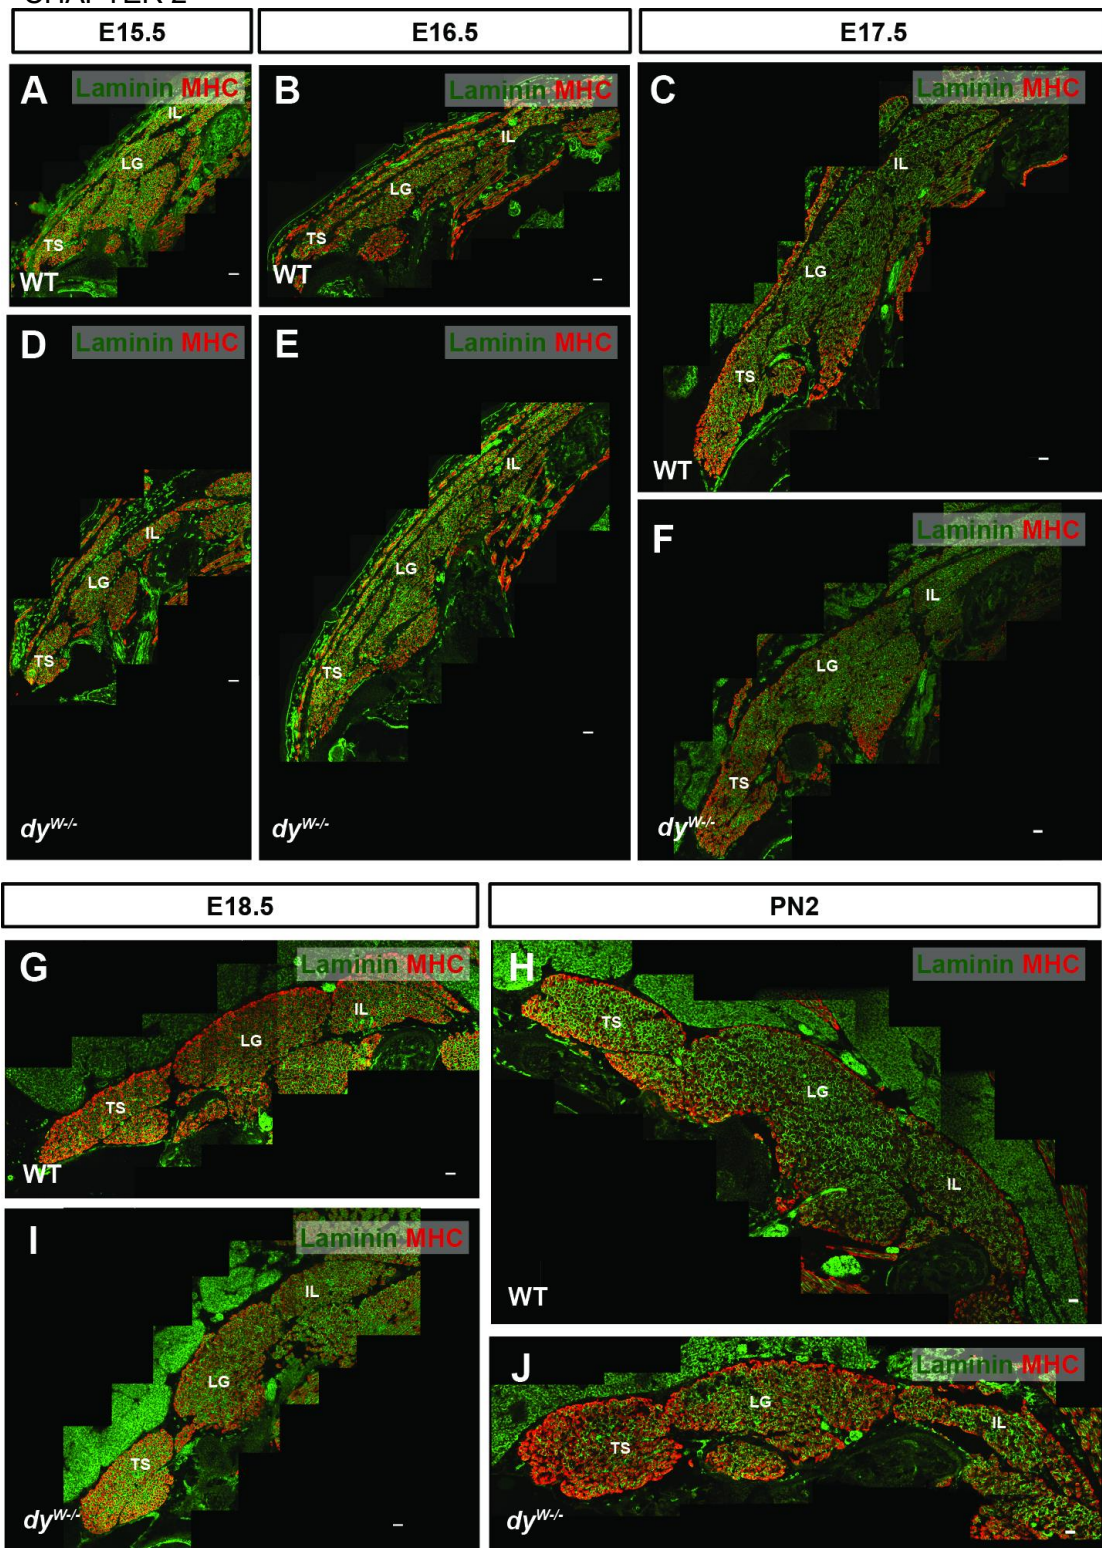 CHAPTER 2
E15.5
E16.5
E17.5
A
Laminin MHC
IL
LG
TS
WT
B
Laminin MHC
IL
LG
TS
WT
C
Laminin MHC
IL
LG
TS
WT
D
Laminin MHC
IL
LG
TS
dyW-/-
E
Laminin MHC
IL
LG
TS
dyW-/-
F
Laminin MHC
IL
LG
TS
dyW-/-
E18.5
PN2
G
Laminin MHC
IL
LG
TS
WT
H
Laminin MHC
TS
LG
IL
WT
I
Laminin MHC
IL
LG
TS
dyW-/-
J
Laminin MHC
LG
IL
TS
dyW-/-